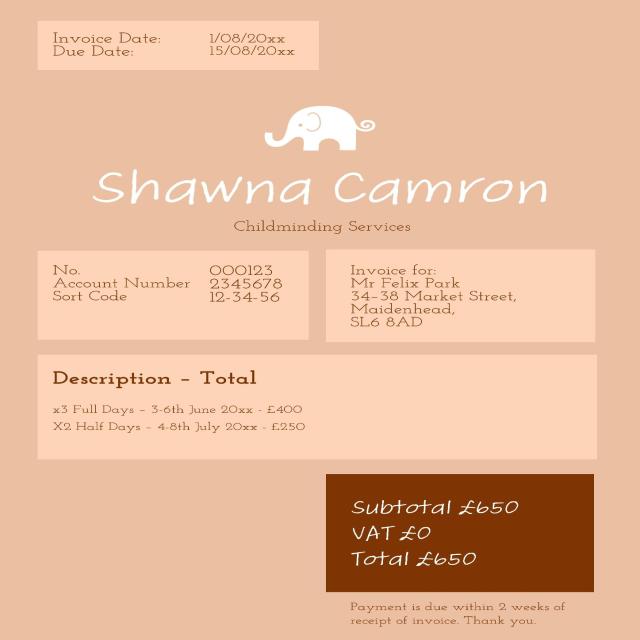 Invoice Date: 1/08/20xx
Due Date: 15/08/20xx
Shawna Camron
Childminding Services
No. 000123
Account Number 2345678
Sort Code 12-34-56
Invoice for:
Mr Felix Park
34-38 Market Street,
Maidenhead,
SL6 8AD
Description - Total
x3 Full Days - 3-6th June 20xx - £400
X2 Half Days - 4-8th July 20xx - £250
Subtotal £650
VAT £0
Total £650
Payment is due within 2 weeks of
receipt of invoice. Thank you.